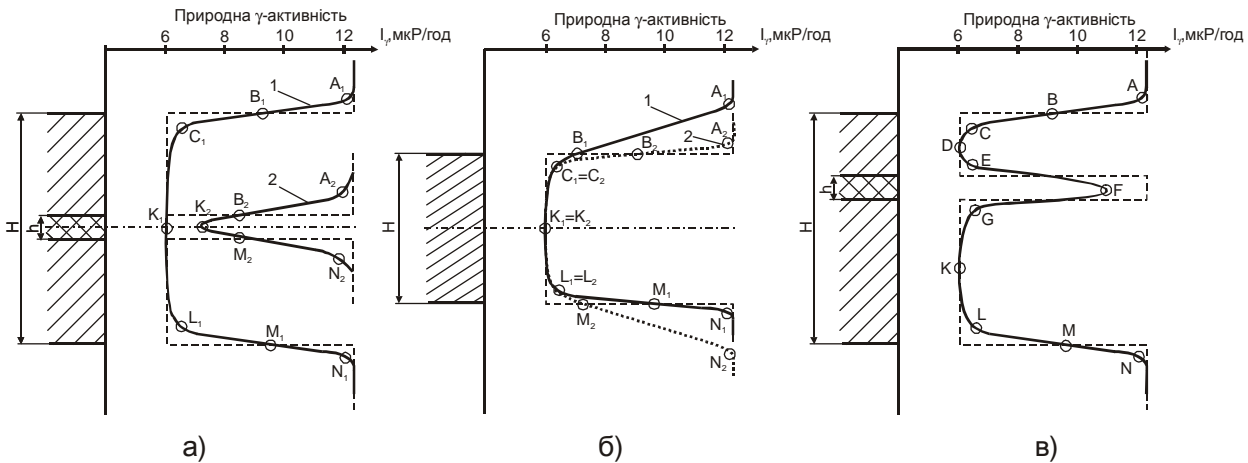 Природна γ-активність
6 8 10 12 Iγ,мкР/год
A₁
1
B₁
C₁
A₂
2
B₂
K₂
K₁
H
h
M₂
N₂
L₁
M₁
N₁
а)
Природна γ-активність
6 8 10 12 Iγ,мкР/год
A₁
1
A₂
2
B₁
B₂
C₁=C₂
K₁=K₂
H
L₁=L₂
M₁
M₂
N₁
N₂
б)
Природна γ-активність
6 8 10 12 Iγ,мкР/год
A
B
C
D
E
h
F
G
H
K
L
M
N
в)